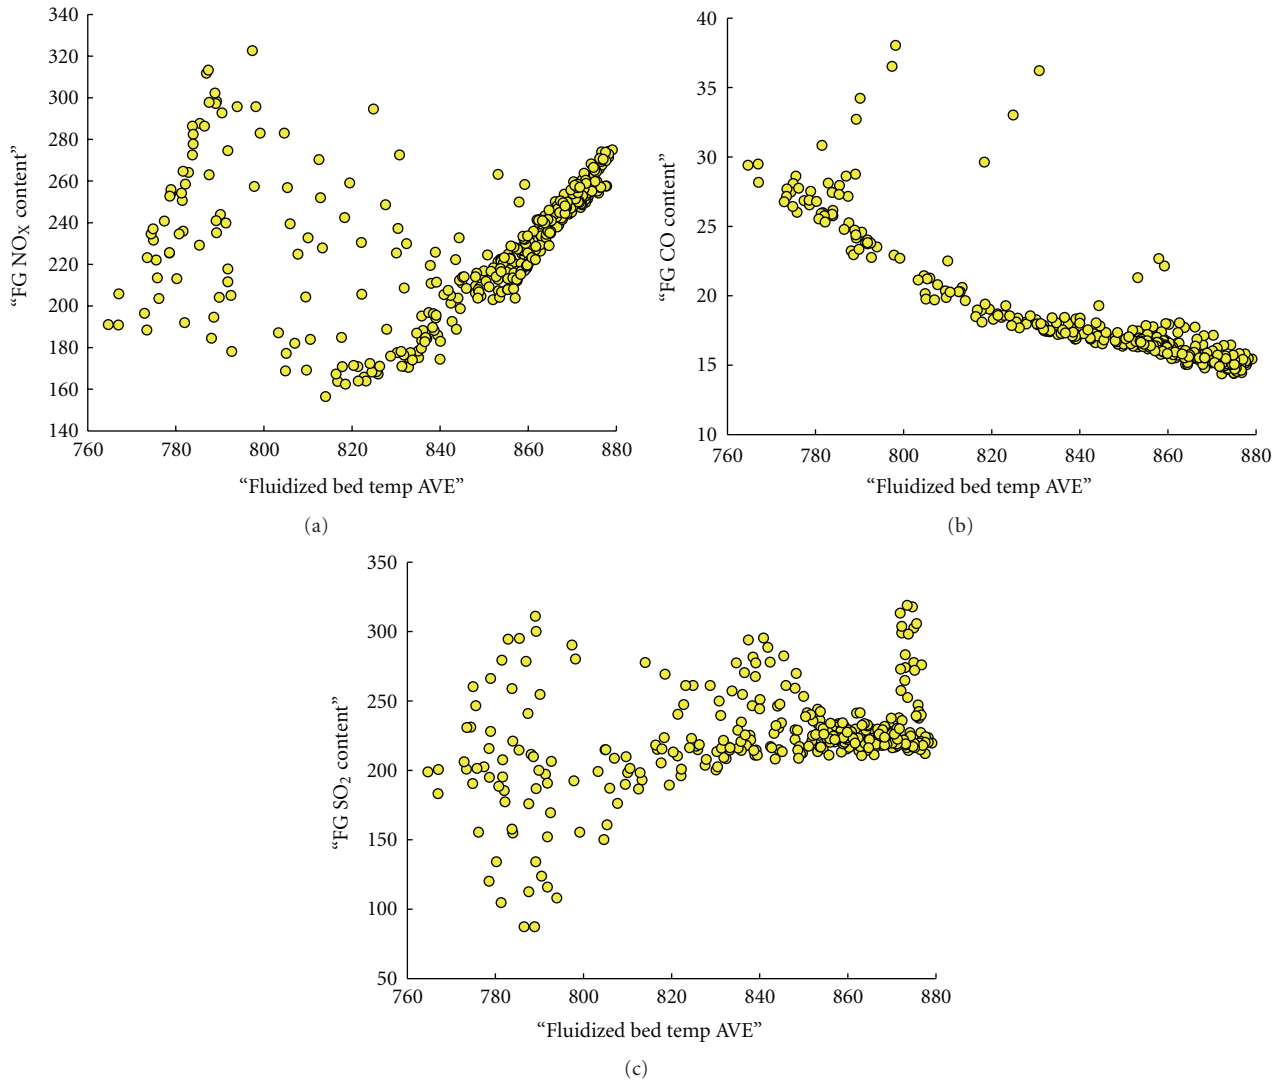 340
320
300
280
260
240
220
200
180
160
140
"FG NOX content"
760 780 800 820 840 860 880
"Fluidized bed temp AVE"
(a)
40
35
30
25
20
15
10
"FG CO content"
760 780 800 820 840 860 880
"Fluidized bed temp AVE"
(b)
350
300
250
200
150
100
50
"FG SO2 content"
760 780 800 820 840 860 880
"Fluidized bed temp AVE"
(c)